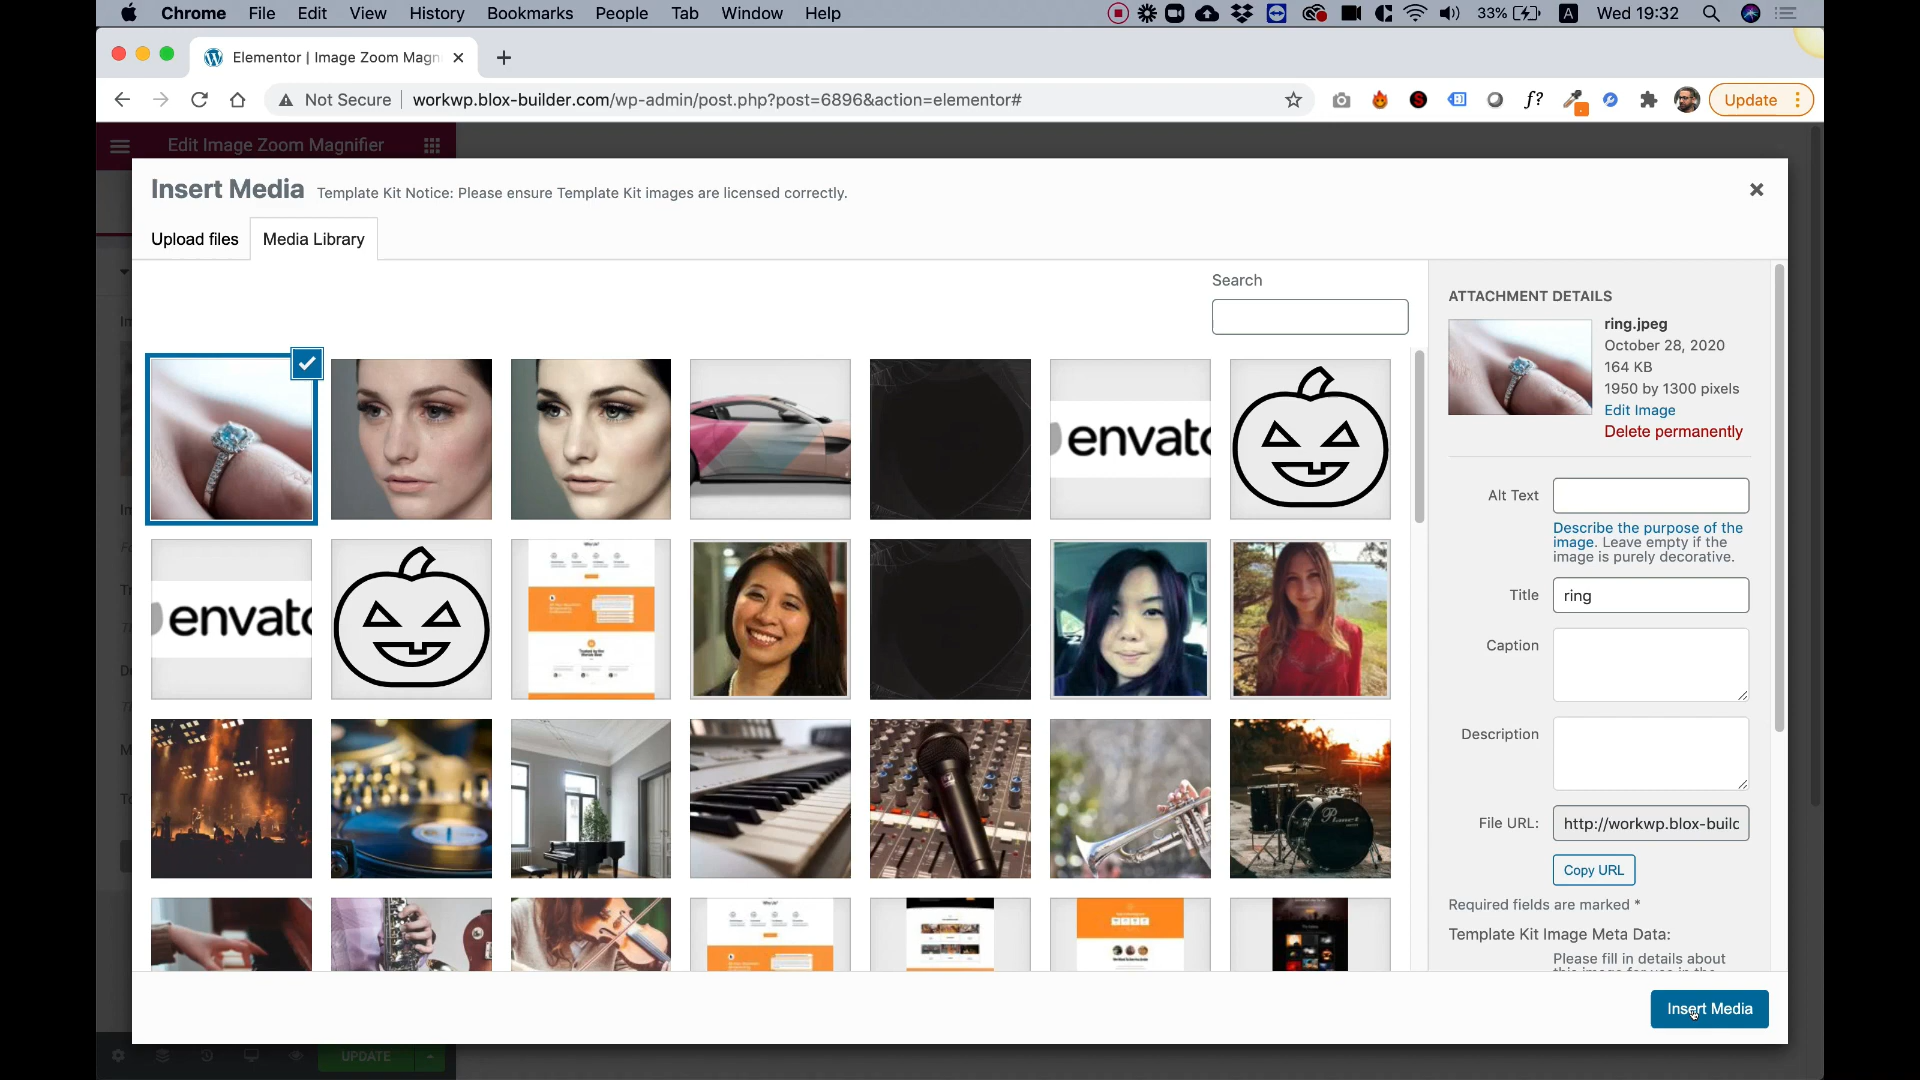 Chrome File Edit View History Bookmarks People Tab Window Help 33% A Wed 19:32
Elementor | Image Zoom Magn
Not Secure workwp.blox-builder.com/wp-admin/post.php?post=6896&action=elementor# f? Update
Edit Image Zoom Magnifier
Insert Media Template Kit Notice: Please ensure Template Kit images are licensed correctly.
Upload files Media Library
Search
ATTACHMENT DETAILS
ring.jpeg
October 28, 2020
164 KB
1950 by 1300 pixels
Edit Image
Delete permanently
envato
Alt Text
Describe the purpose of the
image. Leave empty if the
image is purely decorative.
Title ring
envato
Caption
Description
File URL: http://workwp.blox-builc
Copy URL
Required fields are marked *
Template Kit Image Meta Data:
Please fill in details about
Insert Media
UPDATE